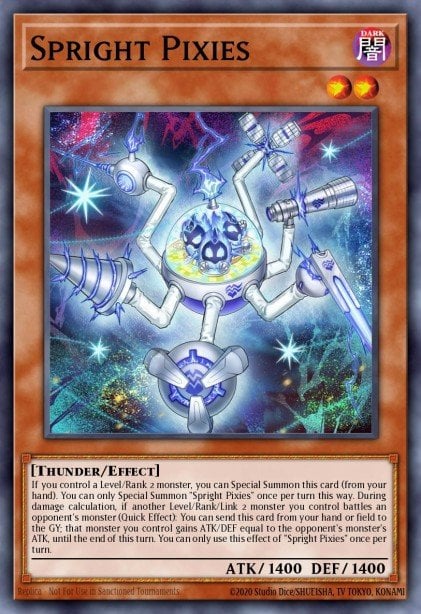 SPRIGHT PIXIES
DARK
闇
[THUNDER/EFFECT]
If you control a Level/Rank 2 monster, you can Special Summon this card (from your
hand). You can only Special Summon "Spright Pixies" once per turn this way. During
damage calculation, if another Level/Rank/Link 2 monster you control battles an
opponent's monster (Quick Effect): You can send this card from your hand or field to
the GY; that monster you control gains ATK/DEF equal to the opponent's monster's
ATK, until the end of this turn. You can only use this effect of "Spright Pixies" once per
turn.
ATK/1400 DEF/1400
Replica - Not For Use in Sanctioned Tournaments
©2020 Studio Dice/SHUEISHA, TV TOKYO, KONAMI